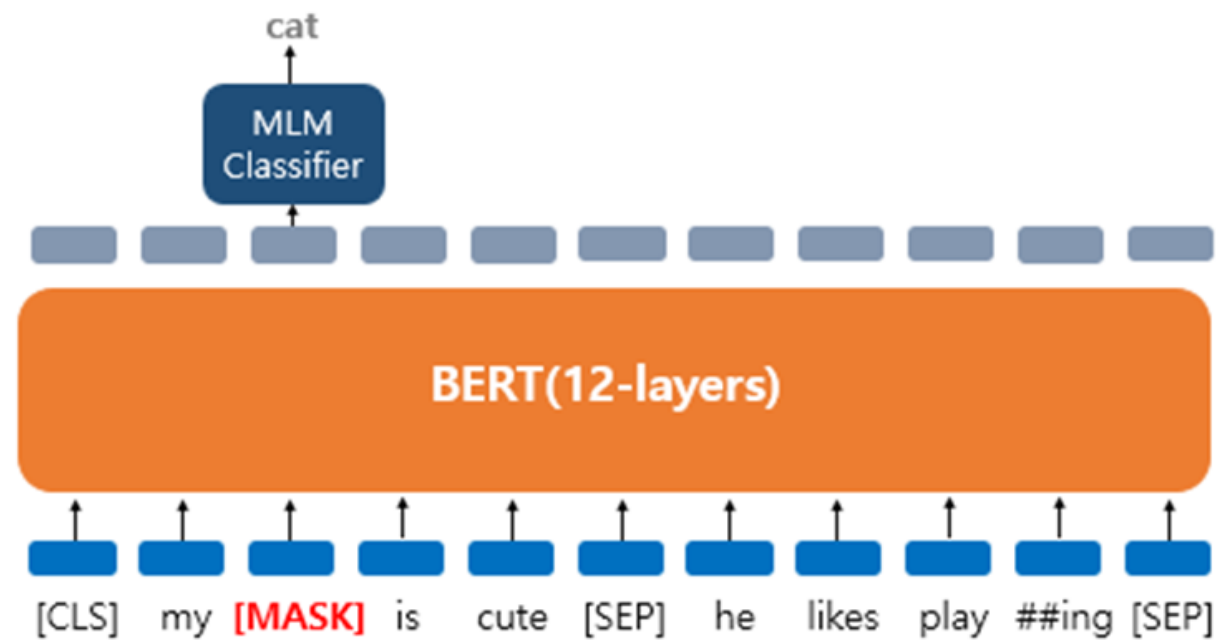 cat
MLM
Classifier
BERT(12-layers)
[CLS] my [MASK] is cute [SEP] he likes play ##ing [SEP]